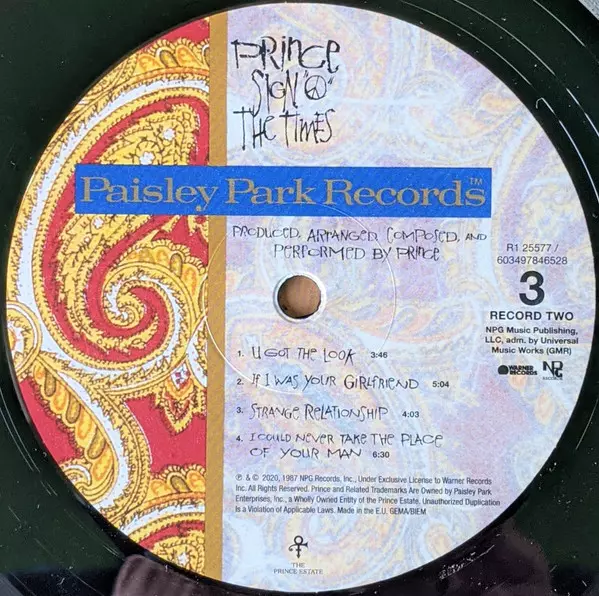 PRINCE
SIGN "☮"
THE TIMES
Paisley Park Records™
PRODUCED, ARRANGED, COMPOSED, AND
PERFORMED BY PRINCE
R1 25577 /
603497846528
3
RECORD TWO
NPG Music Publishing,
LLC, adm. by Universal
Music Works (GMR)
WARNER
RECORDS
NPG
RECORDS
1. U GOT THE LOOK 3:46
2. IF I WAS YOUR GIRLFRIEND 5:04
3. STRANGE RELATIONSHIP 4:03
4. I COULD NEVER TAKE THE PLACE
OF YOUR MAN 6:30
℗ & © 2020, 1987 NPG Records, Inc., Under Exclusive License to Warner Records
Inc. All Rights Reserved. Prince and Related Trademarks Are Owned by Paisley Park
Enterprises, Inc., a Wholly Owned Entity of the Prince Estate. Unauthorized Duplication
Is a Violation of Applicable Laws. Made in the E.U. GEMA/BIEM
THE
PRINCE ESTATE